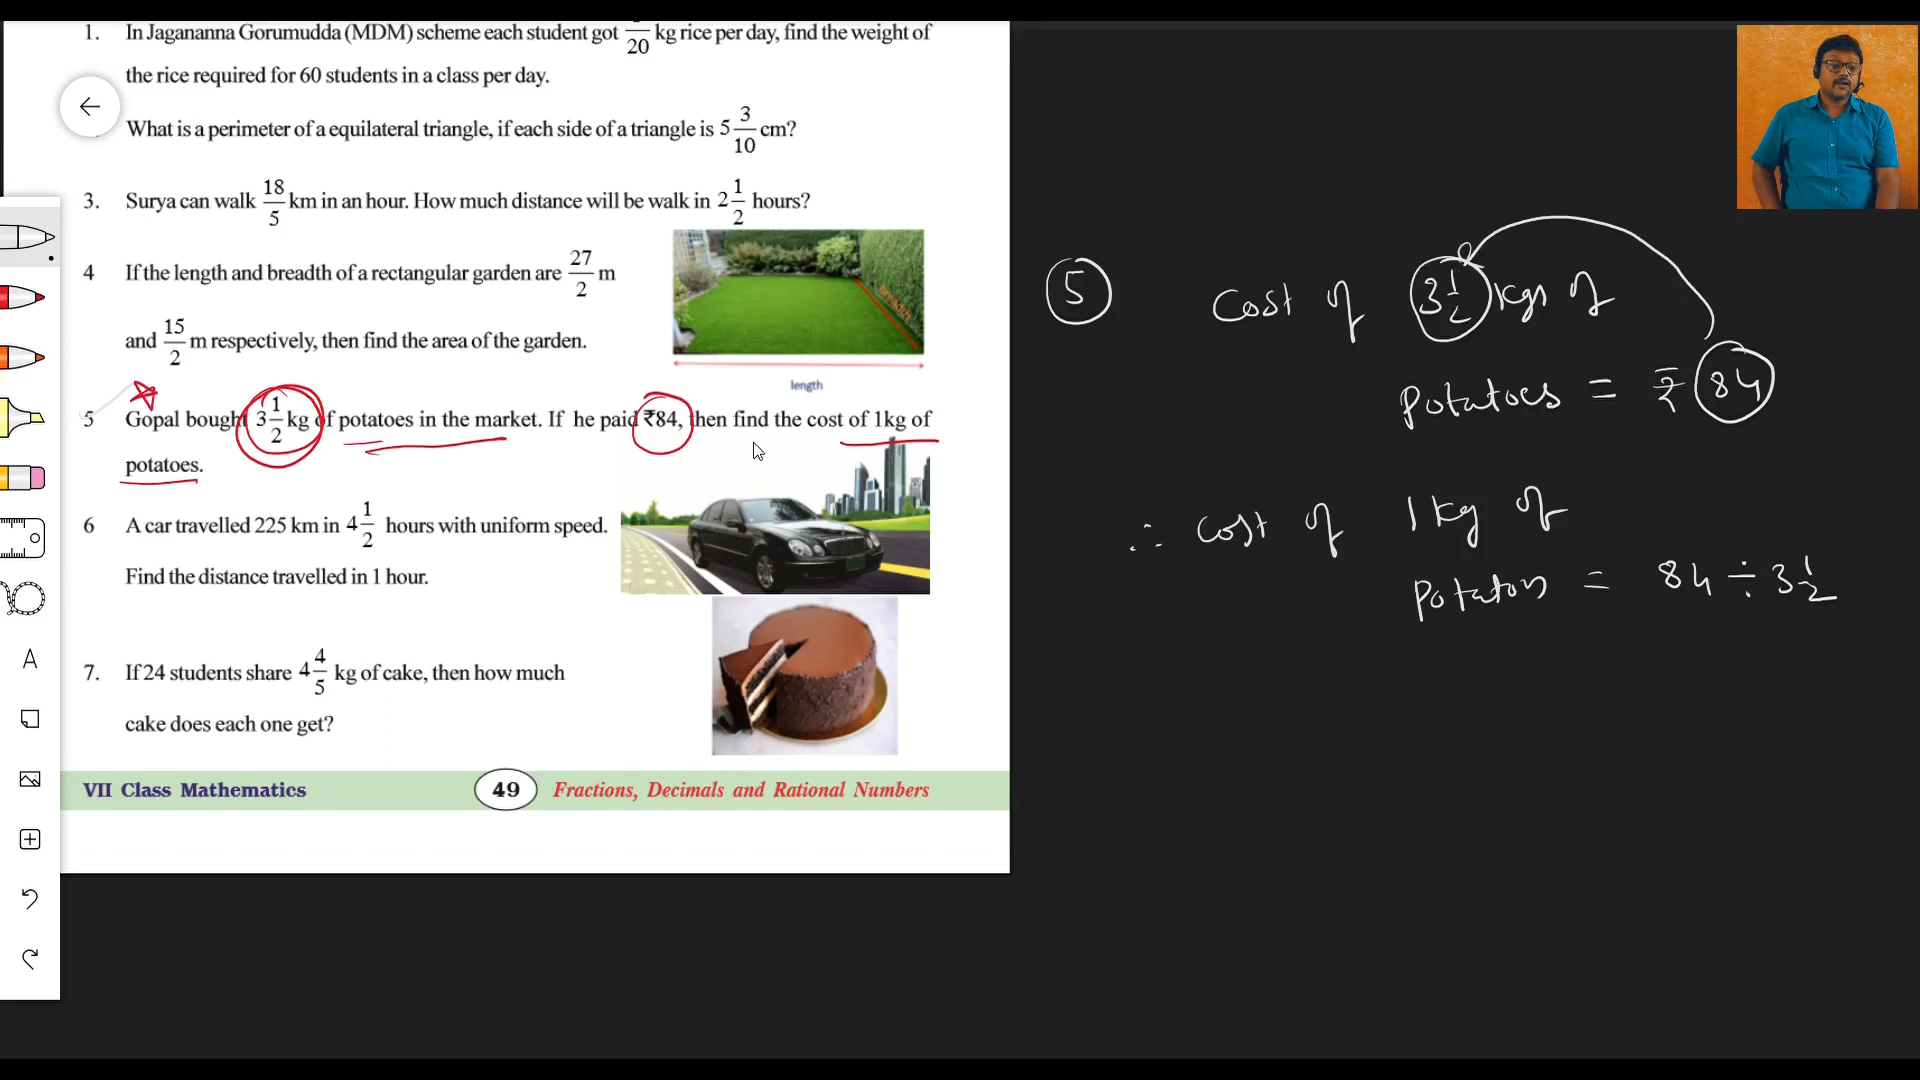 1. In Jagananna Gorumudda (MDM) scheme each student got /20 kg rice per day, find the weight of
the rice required for 60 students in a class per day.
What is a perimeter of a equilateral triangle, if each side of a triangle is 5 3/10 cm?
3. Surya can walk 18/5 km in an hour. How much distance will be walk in 2 1/2 hours?
4 If the length and breadth of a rectangular garden are 27/2 m
and 15/2 m respectively, then find the area of the garden.
breadth
length
5 Gopal bought 3 1/2 kg of potatoes in the market. If he paid ₹84, then find the cost of 1kg of
potatoes.
6 A car travelled 225 km in 4 1/2 hours with uniform speed.
Find the distance travelled in 1 hour.
7. If 24 students share 4 4/5 kg of cake, then how much
cake does each one get?
VII Class Mathematics 49 Fractions, Decimals and Rational Numbers
A
5 Cost of 3 1/2 kgs of
potatoes = ₹ 84
∴ Cost of 1 kg of
potatoes = 84 ÷ 3 1/2